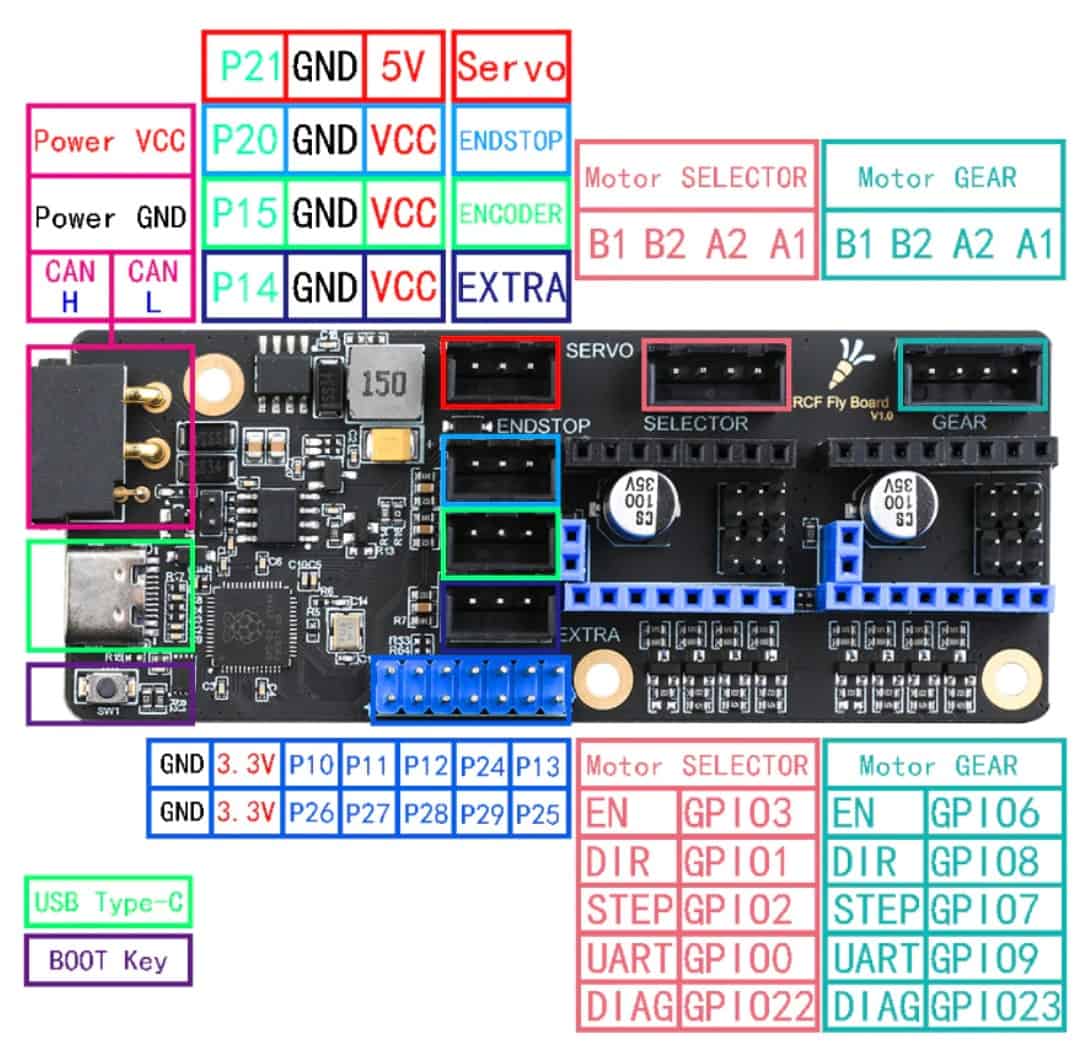 P21 GND 5V Servo
Power VCC
P20 GND VCC ENDSTOP
Motor SELECTOR
Motor GEAR
Power GND
P15 GND VCC ENCODER
B1 B2 A2 A1
B1 B2 A2 A1
CAN H
CAN L
P14 GND VCC EXTRA
SERVO
150
RCF Fly Board
V1.0
ENDSTOP
SELECTOR
GEAR
CS
100
35V
CS
100
35V
EXTRA
SW1
GND 3.3V P10 P11 P12 P24 P13
GND 3.3V P26 P27 P28 P29 P25
Motor SELECTOR
EN GPIO3
DIR GPIO1
STEP GPIO2
UART GPIO0
DIAG GPIO22
Motor GEAR
EN GPIO6
DIR GPIO8
STEP GPIO7
UART GPIO9
DIAG GPIO23
USB Type-C
BOOT Key